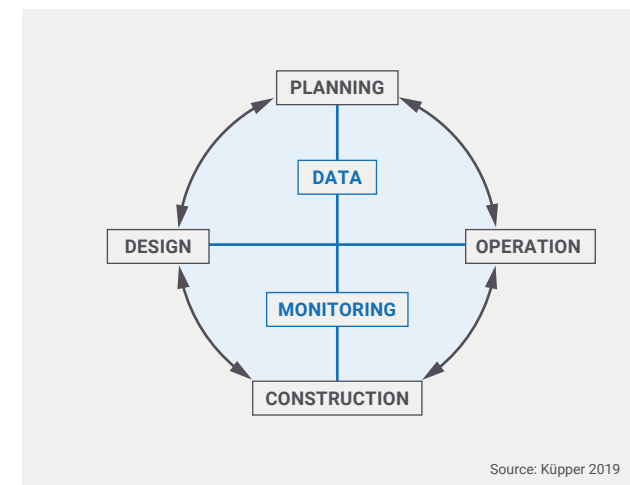 PLANNING
DATA
DESIGN
OPERATION
MONITORING
CONSTRUCTION
Source: Küpper 2019